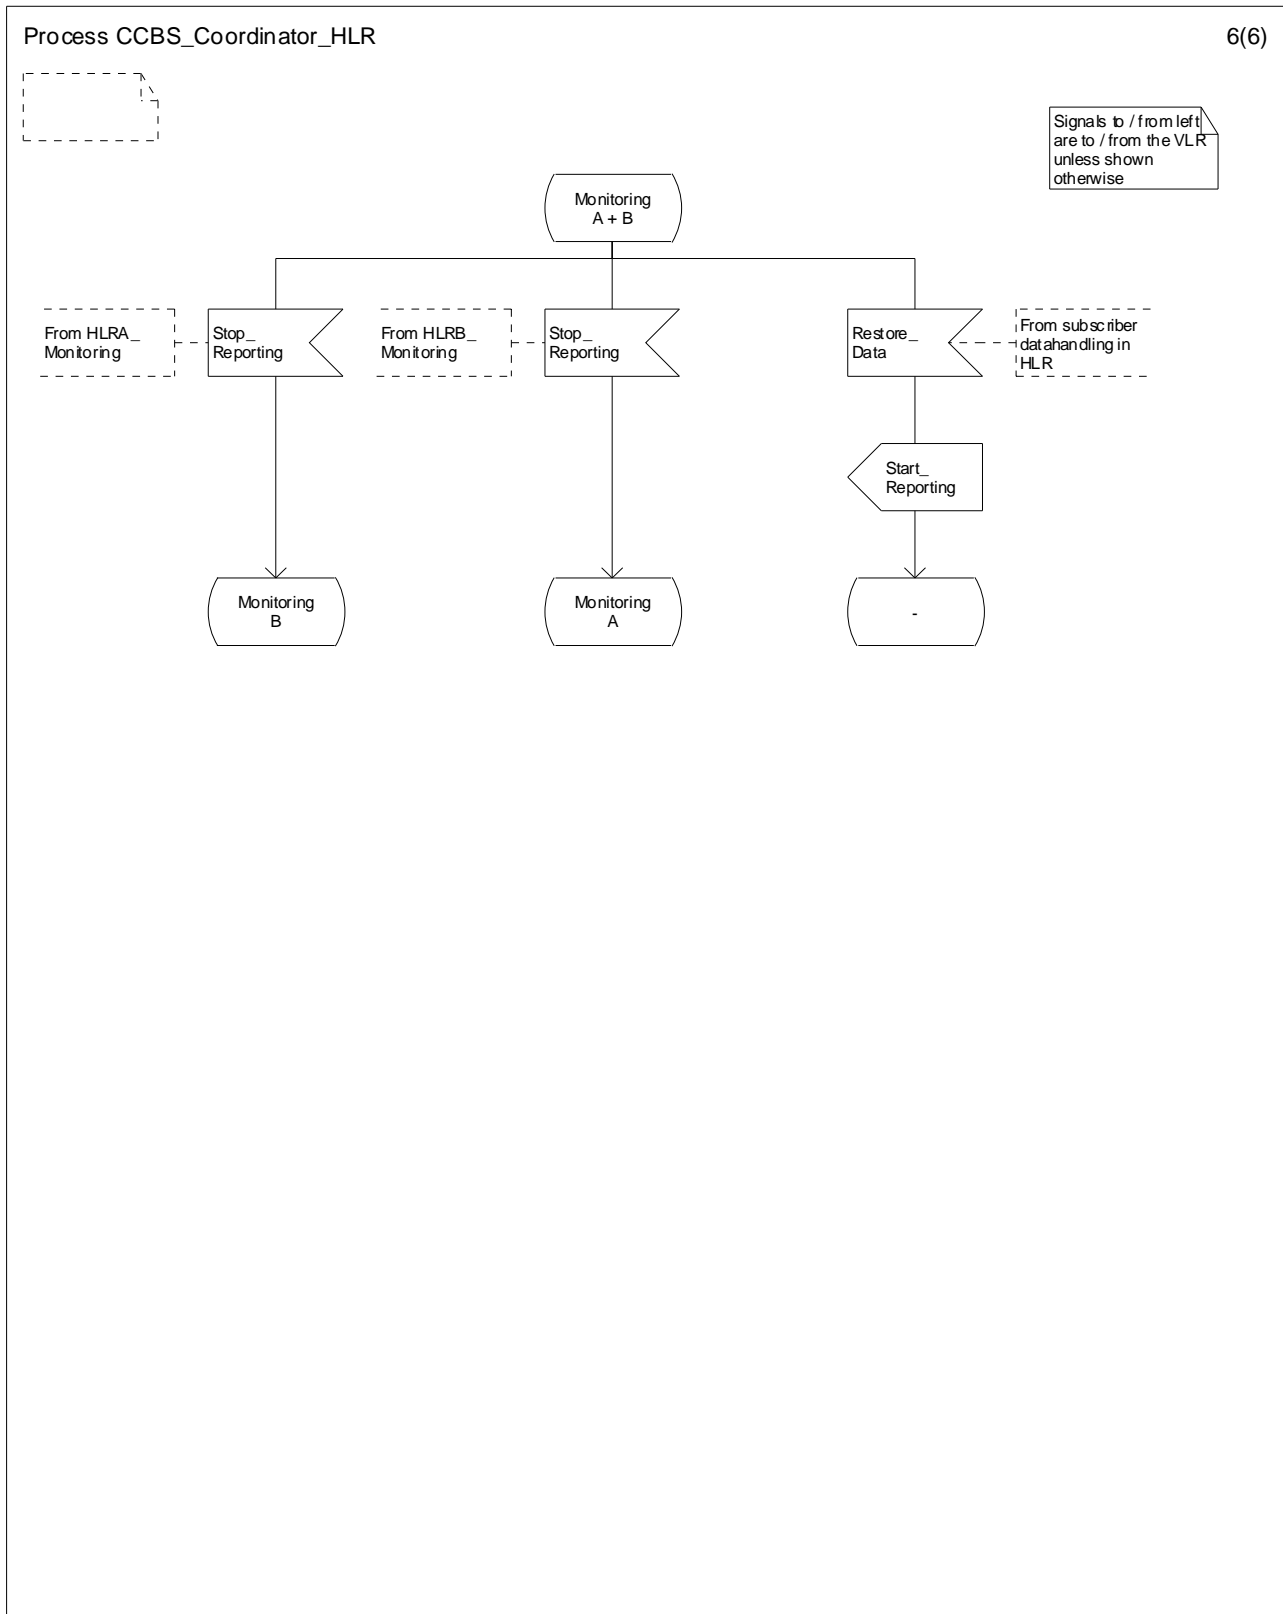 Process CCBS_Coordinator_HLR
6(6)
Signals to / from left
are to / from the VLR
unless shown
otherwise
Monitoring
A + B
From HLRA_
Monitoring
Stop_
Reporting
From HLRB_
Monitoring
Stop_
Reporting
Restore_
Data
From subscriber
datahandling in
HLR
Start_
Reporting
Monitoring
B
Monitoring
A
-